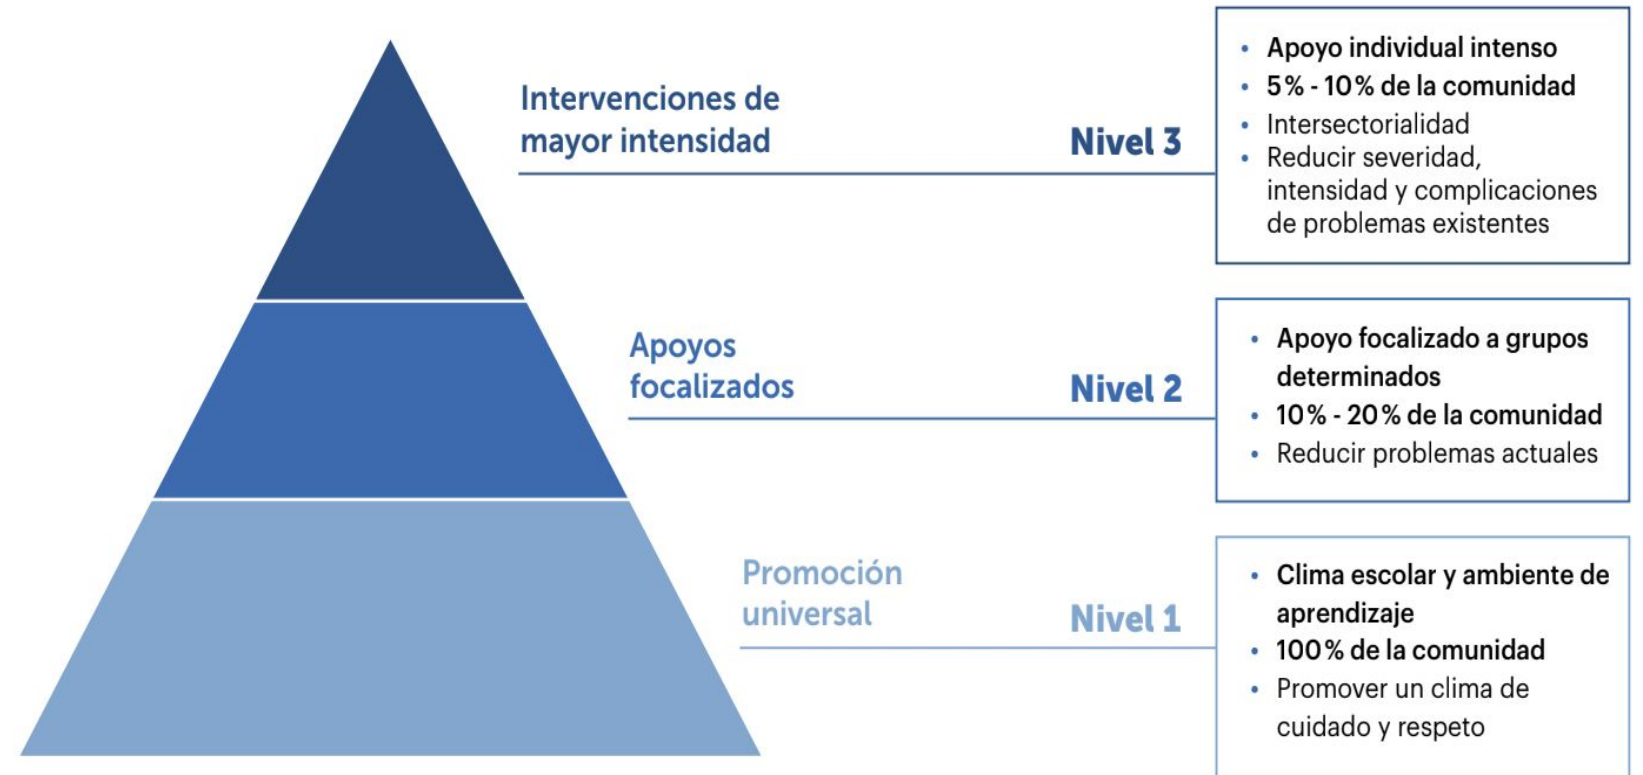 Intervenciones de
mayor intensidad
Nivel 3
• Apoyo individual intenso
• 5% - 10% de la comunidad
• Intersectorialidad
• Reducir severidad,
intensidad y complicaciones
de problemas existentes
Apoyos
focalizados
Nivel 2
• Apoyo focalizado a grupos
determinados
• 10% - 20% de la comunidad
• Reducir problemas actuales
Promoción
universal
Nivel 1
• Clima escolar y ambiente de
aprendizaje
• 100% de la comunidad
• Promover un clima de
cuidado y respeto